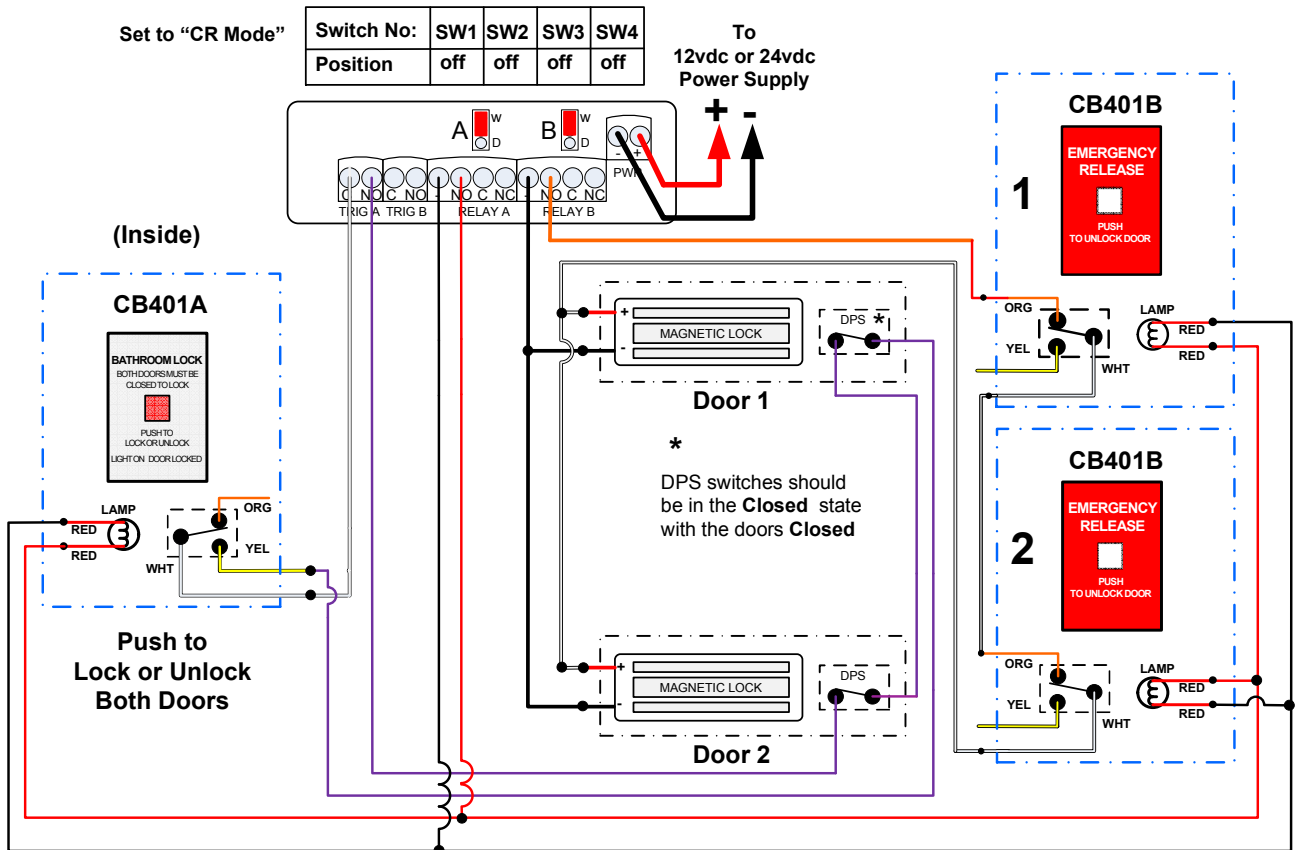 Set to “CR Mode”
Switch No: SW1 SW2 SW3 SW4
Position off off off off
To
12vdc or 24vdc
Power Supply
+ -
A W
D
B W
D
- +
PWR
C NO C NO - NO C NC - NO C NC
TRIG A TRIG B RELAY A RELAY B
(Inside)
CB401A
BATHROOM LOCK
BOTH DOORS MUST BE
CLOSED TO LOCK
PUSH TO
LOCK OR UNLOCK
LIGHT ON DOOR LOCKED
LAMP
RED
RED
ORG
YEL
WHT
Push to
Lock or Unlock
Both Doors
+
-
MAGNETIC LOCK
DPS *
Door 1
*
DPS switches should
be in the Closed state
with the doors Closed
+
-
MAGNETIC LOCK
DPS
Door 2
CB401B
1
EMERGENCY
RELEASE
PUSH
TO UNLOCK DOOR
ORG
YEL
WHT
LAMP
RED
RED
CB401B
2
EMERGENCY
RELEASE
PUSH
TO UNLOCK DOOR
ORG
YEL
WHT
LAMP
RED
RED